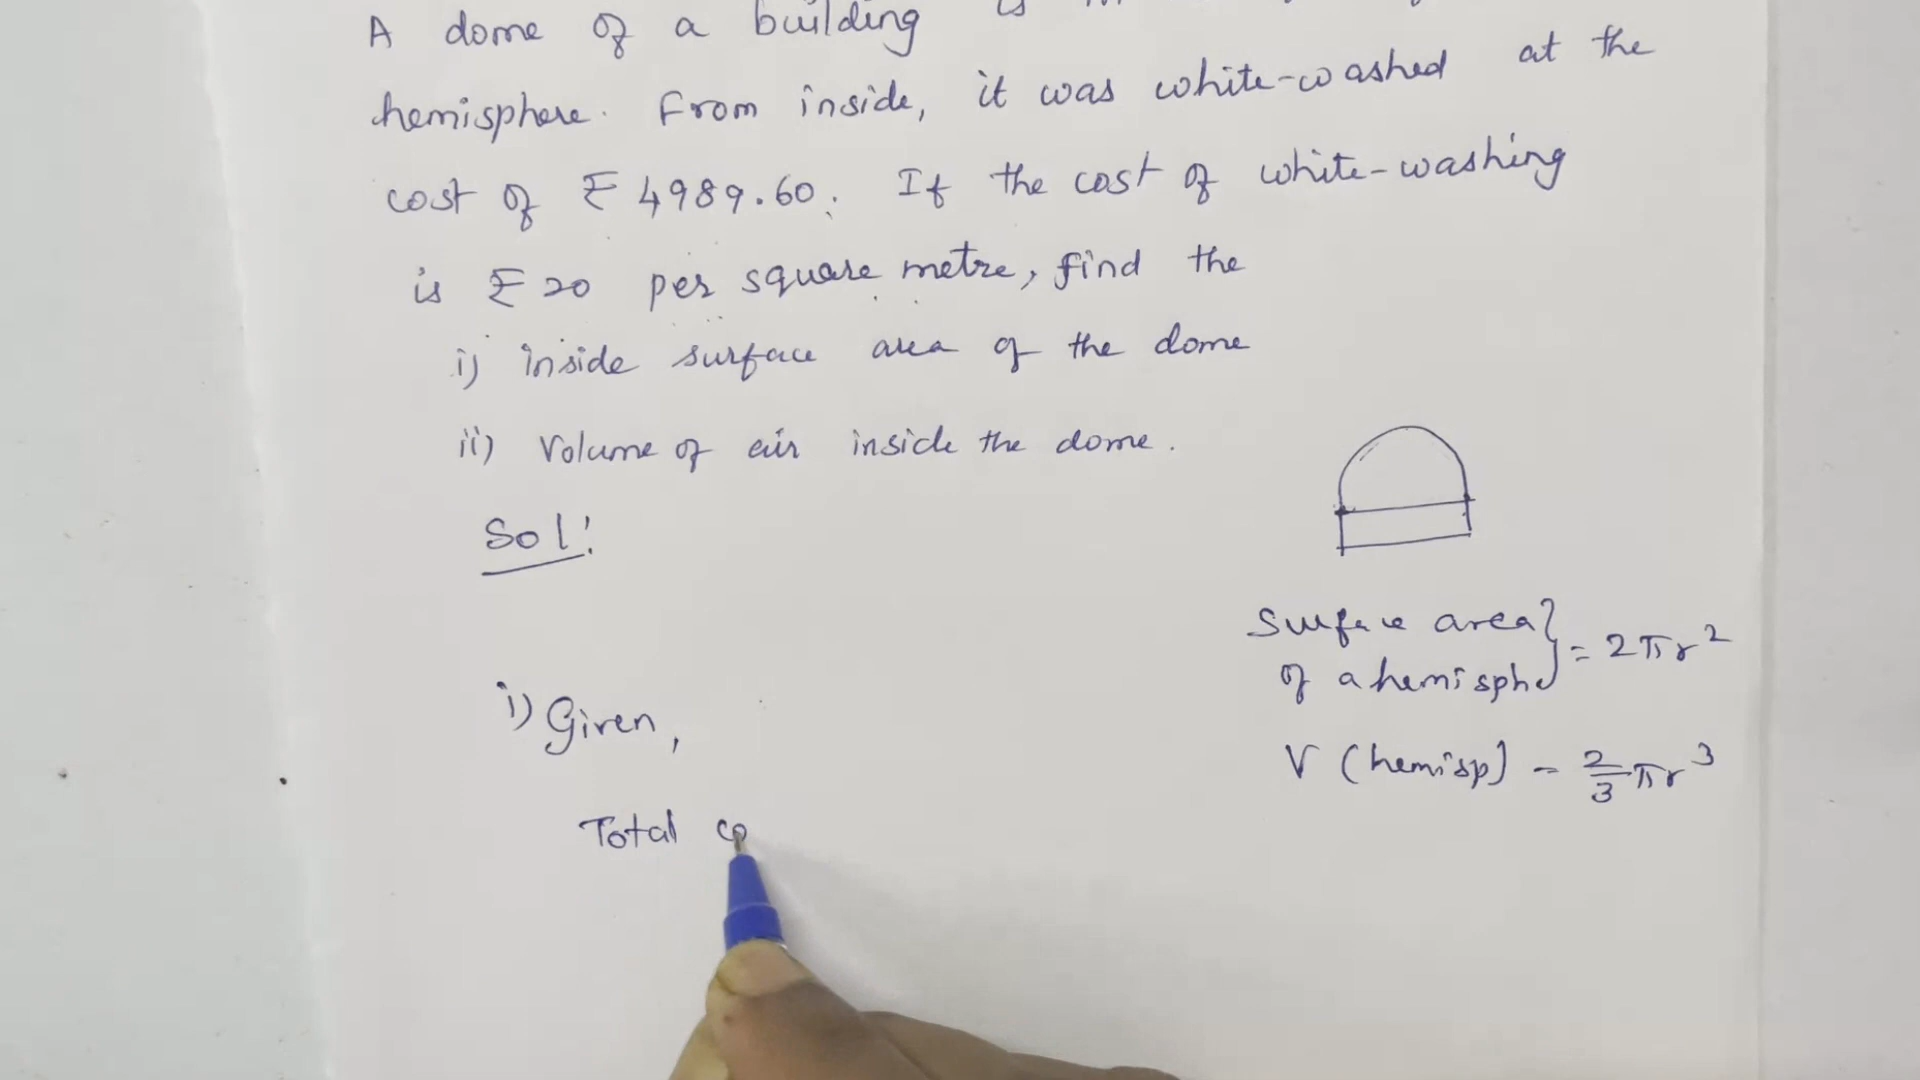 A dome of a building is
hemisphere. From inside, it was white-washed at the
cost of ₹ 4989.60. If the cost of white-washing
is ₹ 20 per square metre, find the
i) inside surface area of the dome
ii) Volume of air inside the dome.
Sol:
Surface area } = 2πr²
of a hemisphe
i) Given,
V (hemisp) = 2/3 πr³
Total co